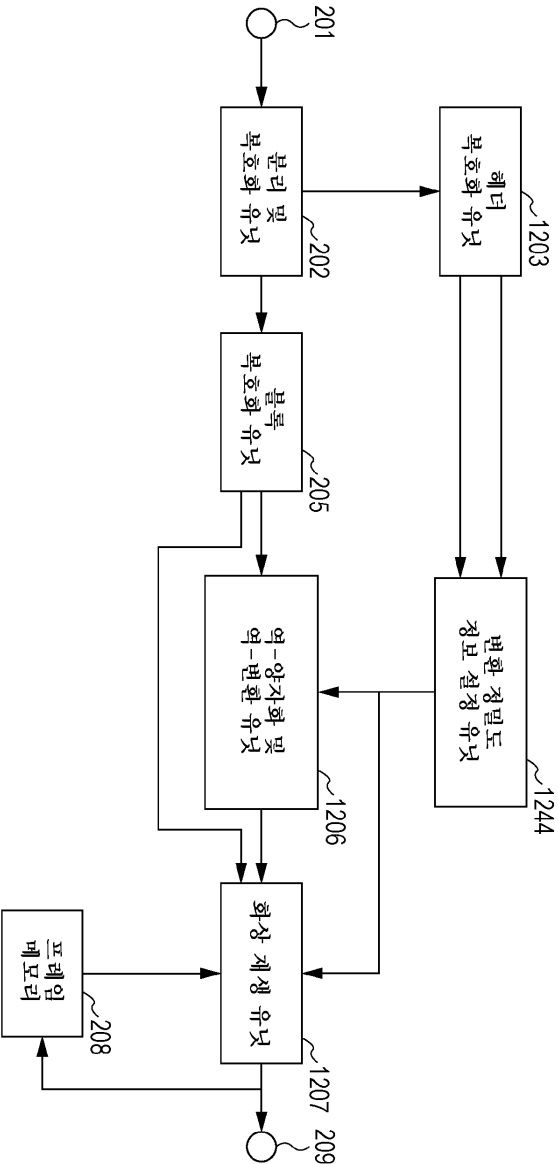 201
분리 및
복호화 유닛
202
헤더
복호화 유닛
1203
블록
복호화 유닛
205
변환 정밀도
정보 설정 유닛
1244
역-양자화 및
역-변환 유닛
1206
화상 재생 유닛
1207
프레임
메모리
208
209